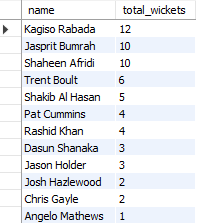 name total_wickets
Kagiso Rabada 12
Jasprit Bumrah 10
Shaheen Afridi 10
Trent Boult 6
Shakib Al Hasan 5
Pat Cummins 4
Rashid Khan 4
Dasun Shanaka 3
Jason Holder 3
Josh Hazlewood 2
Chris Gayle 2
Angelo Mathews 1